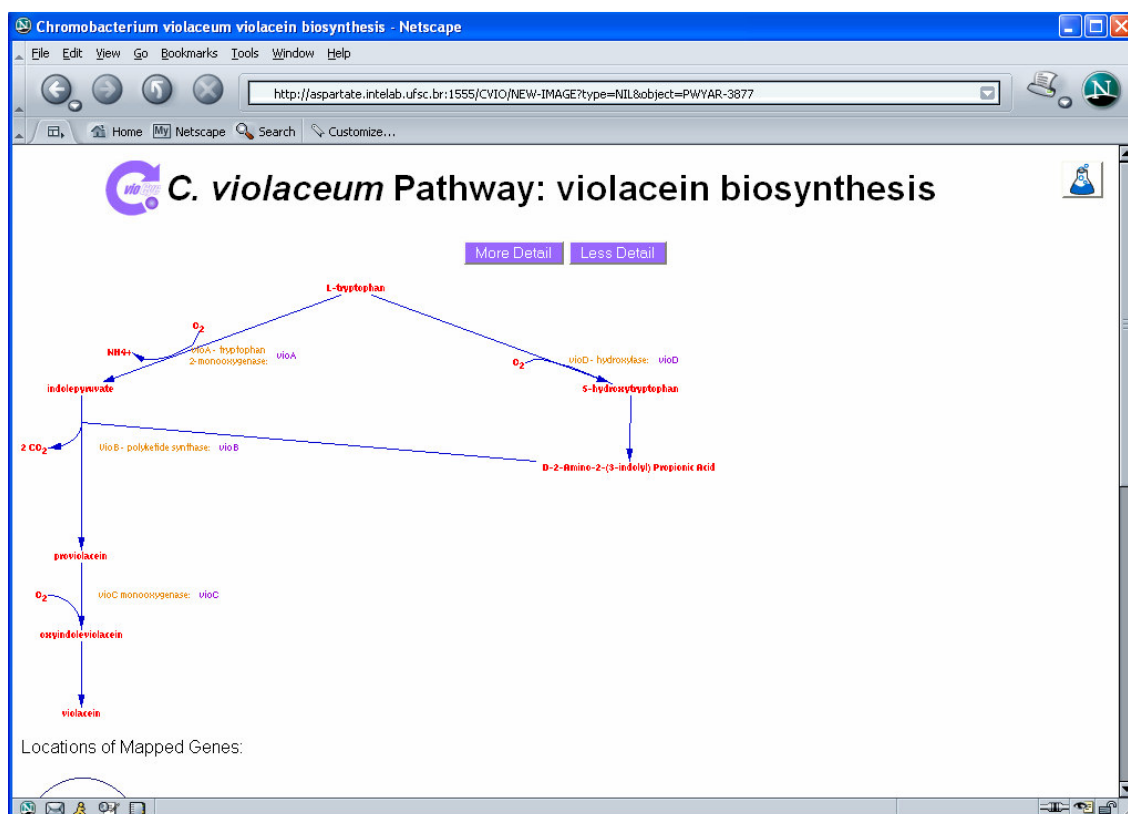 Chromobacterium violaceum violacein biosynthesis - Netscape
File Edit View Go Bookmarks Tools Window Help
http://aspartate.intelab.ufsc.br:1555/CVIO/NEW-IMAGE?type=NIL&object=PWYAR-3877
N
Home My Netscape Search Customize...
C. violaceum Pathway: violacein biosynthesis
More Detail Less Detail
L-tryptophan
O2
NH4+
vioA - tryptophan
2-monooxygenase: vioA
O2
vioD - hydroxylase: vioD
indolepyruvate
5-hydroxytryptophan
2 CO2
VioB - polyketide synthase: vioB
D-2-Amino-2-(3-indolyl) Propionic Acid
proviolacein
O2
vioC monooxygenase: vioC
oxyindoleviolacein
violacein
Locations of Mapped Genes: